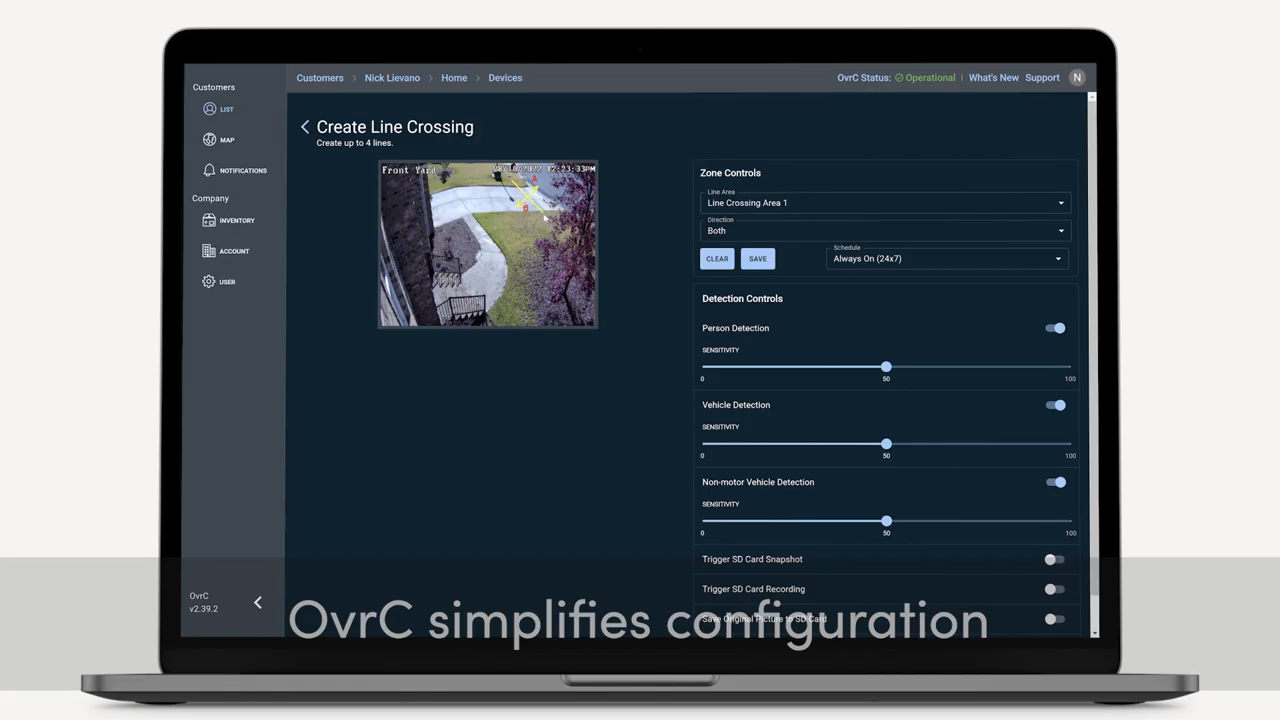 Customers
LIST
MAP
NOTIFICATIONS
Company
INVENTORY
ACCOUNT
USER
OvrC
v2.39.2
Customers > Nick Lievano > Home > Devices
OvrC Status: Operational | What's New Support N
Create Line Crossing
Create up to 4 lines.
Front Yard
12:23:33PM
A
B
Zone Controls
Line Area
Line Crossing Area 1
Direction
Both
CLEAR SAVE
Schedule
Always On (24x7)
Detection Controls
Person Detection
SENSITIVITY
0 50 100
Vehicle Detection
SENSITIVITY
0 50 100
Non-motor Vehicle Detection
SENSITIVITY
0 50 100
Trigger SD Card Snapshot
Trigger SD Card Recording
Save Original Picture to SD Card
OvrC simplifies configuration